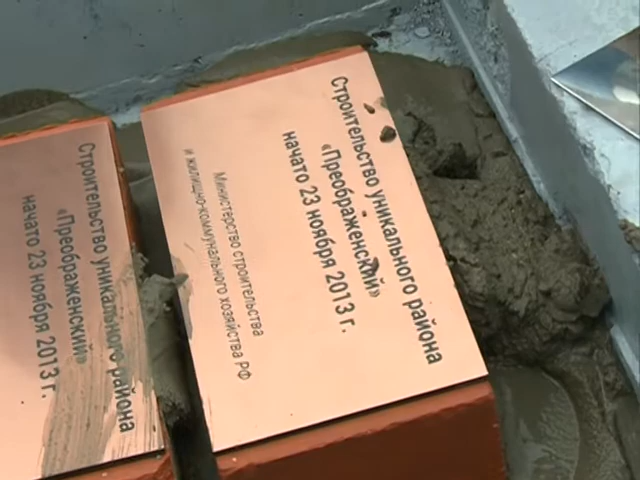 Строительство уникального района
«Преображенский»
начато 23 ноября 2013 г.
Строительство уникального района
«Преображенский»
начато 23 ноября 2013 г.
Министерство строительства
и жилищно-коммунального хозяйства РФ